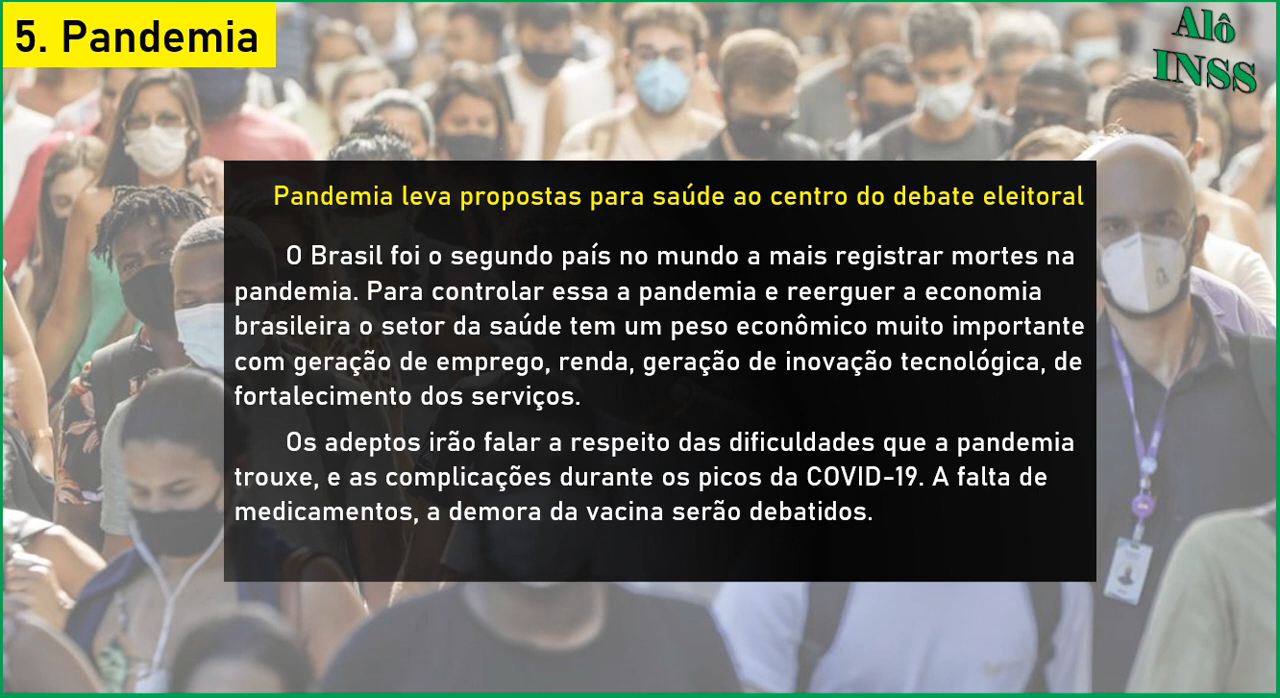 5. Pandemia
Alô
INSS
Pandemia leva propostas para saúde ao centro do debate eleitoral
O Brasil foi o segundo país no mundo a mais registrar mortes na
pandemia. Para controlar essa a pandemia e reerguer a economia
brasileira o setor da saúde tem um peso econômico muito importante
com geração de emprego, renda, geração de inovação tecnológica, de
fortalecimento dos serviços.
Os adeptos irão falar a respeito das dificuldades que a pandemia
trouxe, e as complicações durante os picos da COVID-19. A falta de
medicamentos, a demora da vacina serão debatidos.